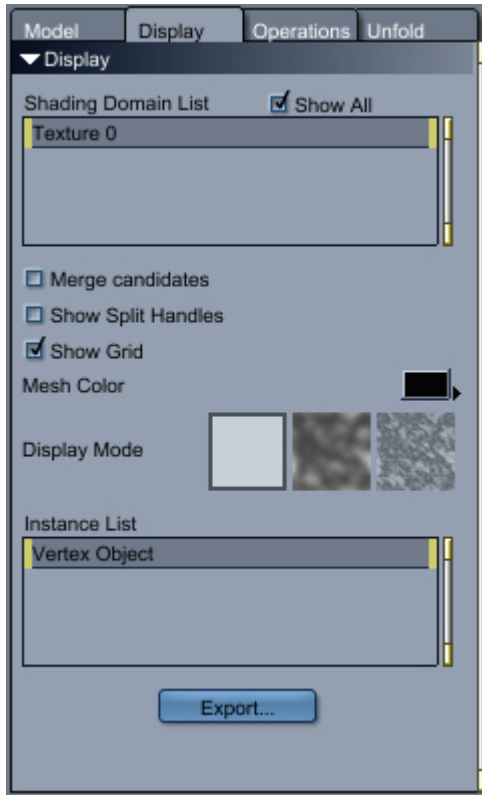 Model Display Operations Unfold
Display
Shading Domain List Show All
Texture 0
Merge candidates
Show Split Handles
Show Grid
Mesh Color
Display Mode
Instance List
Vertex Object
Export...